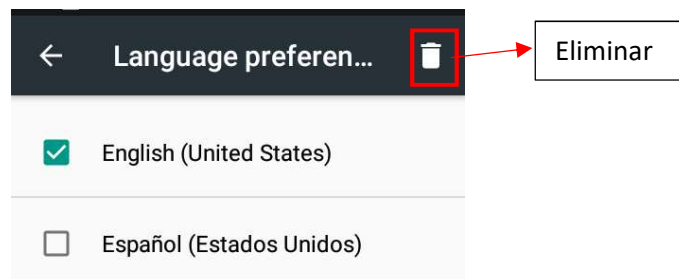 Language preferen...
Eliminar
English (United States)
Español (Estados Unidos)